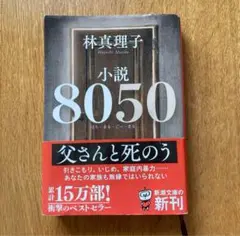 林真理子
小説
8050
父さんと死のう
引きこもり、いじめ、家庭内暴力――
あなたの家族も無縁ではいられない
累計15万部!
衝撃のベストセラー
新潮文庫の
新刊